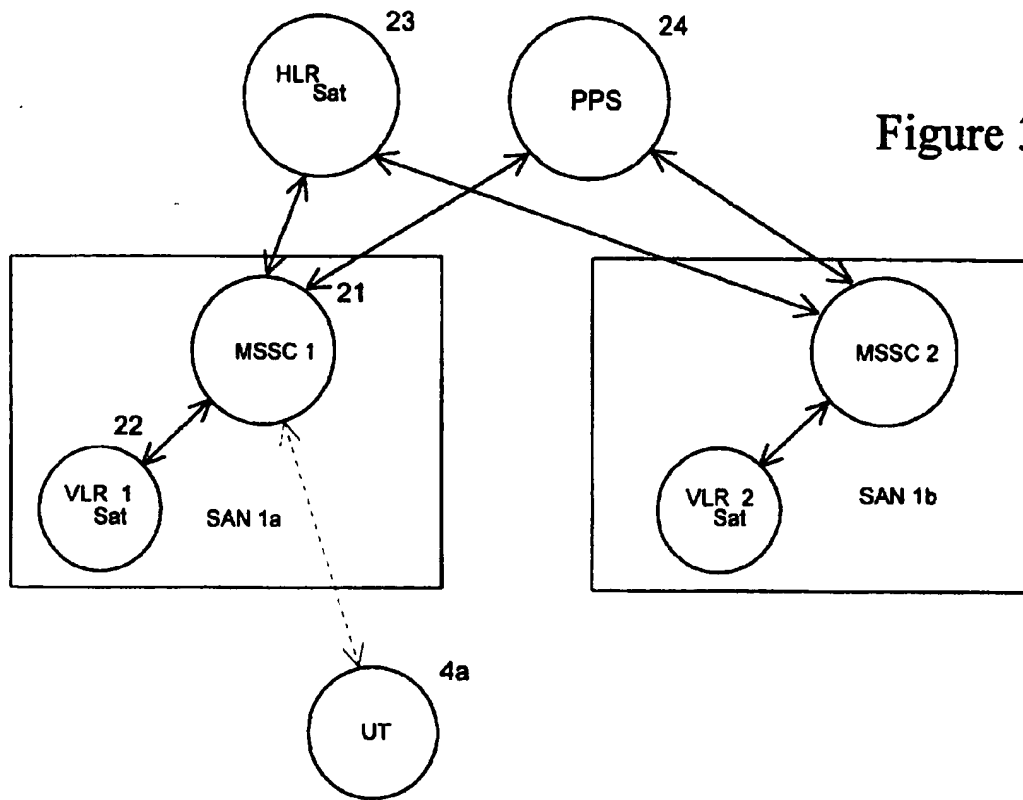 23
24
HLR
Sat
PPS
Figure
21
MSSC 1
MSSC 2
22
VLR 1
Sat
SAN 1a
VLR 2
Sat
SAN 1b
4a
UT